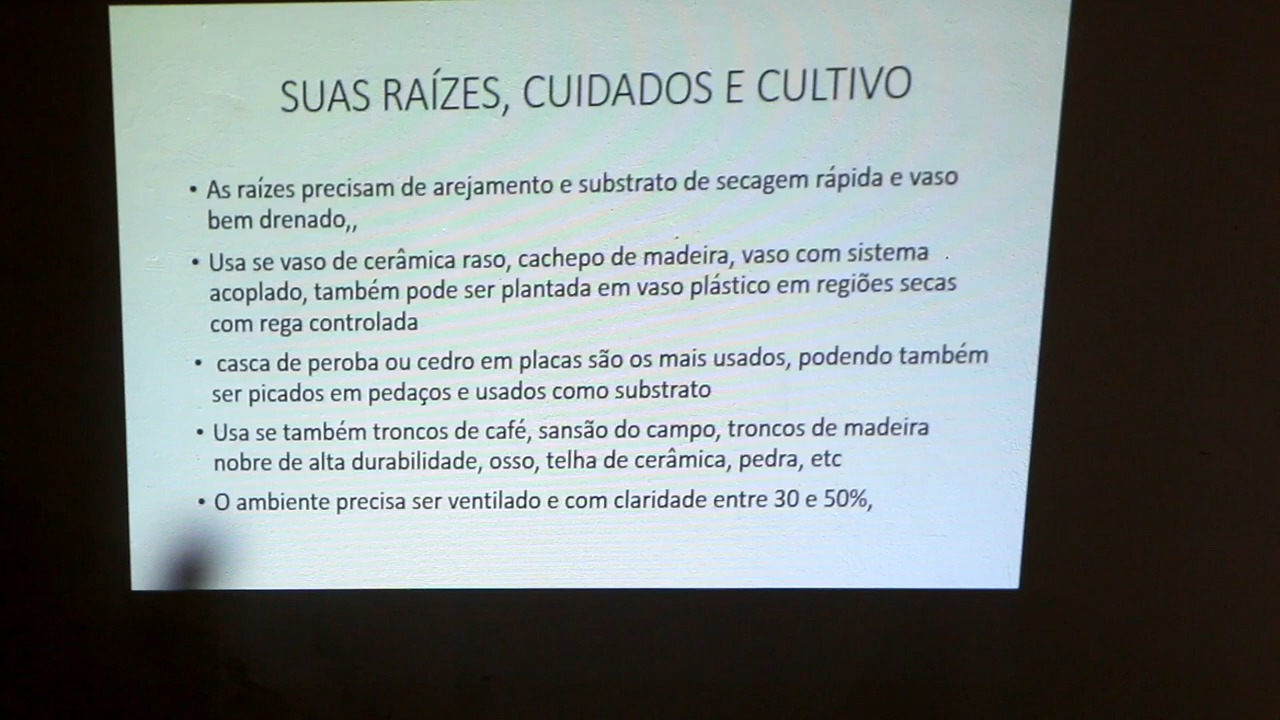 SUAS RAÍZES, CUIDADOS E CULTIVO
• As raízes precisam de arejamento e substrato de secagem rápida e vaso
bem drenado,,
• Usa se vaso de cerâmica raso, cachepo de madeira, vaso com sistema
acoplado, também pode ser plantada em vaso plástico em regiões secas
com rega controlada
• casca de peroba ou cedro em placas são os mais usados, podendo também
ser picados em pedaços e usados como substrato
• Usa se também troncos de café, sansão do campo, troncos de madeira
nobre de alta durabilidade, osso, telha de cerâmica, pedra, etc
• O ambiente precisa ser ventilado e com claridade entre 30 e 50%,